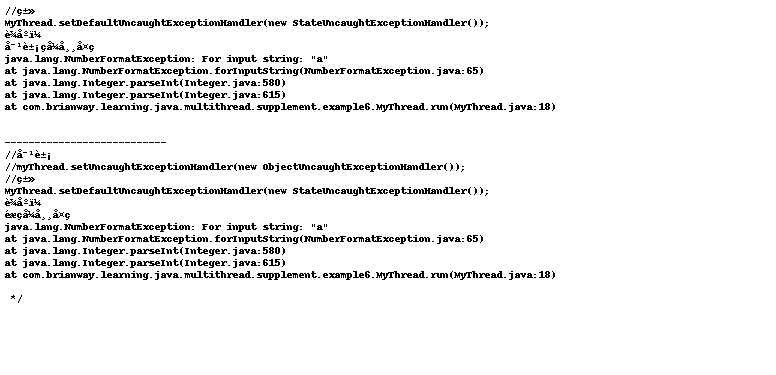 //ç±»
MyThread.setDefaultUncaughtExceptionHandler(new StateUncaughtExceptionHandler());
è¾åºï¼
å¯¹è±¡çå¼å¸¸å¤ç
java.lang.NumberFormatException: For input string: "a"
at java.lang.NumberFormatException.forInputString(NumberFormatException.java:65)
at java.lang.Integer.parseInt(Integer.java:580)
at java.lang.Integer.parseInt(Integer.java:615)
at com.brianway.learning.java.multithread.supplement.example6.MyThread.run(MyThread.java:18)
---------------------------
//å¯¹è±¡
//myThread.setUncaughtExceptionHandler(new ObjectUncaughtExceptionHandler());
//ç±»
MyThread.setDefaultUncaughtExceptionHandler(new StateUncaughtExceptionHandler());
è¾åºï¼
éæçå¼å¸¸å¤ç
java.lang.NumberFormatException: For input string: "a"
at java.lang.NumberFormatException.forInputString(NumberFormatException.java:65)
at java.lang.Integer.parseInt(Integer.java:580)
at java.lang.Integer.parseInt(Integer.java:615)
at com.brianway.learning.java.multithread.supplement.example6.MyThread.run(MyThread.java:18)
*/